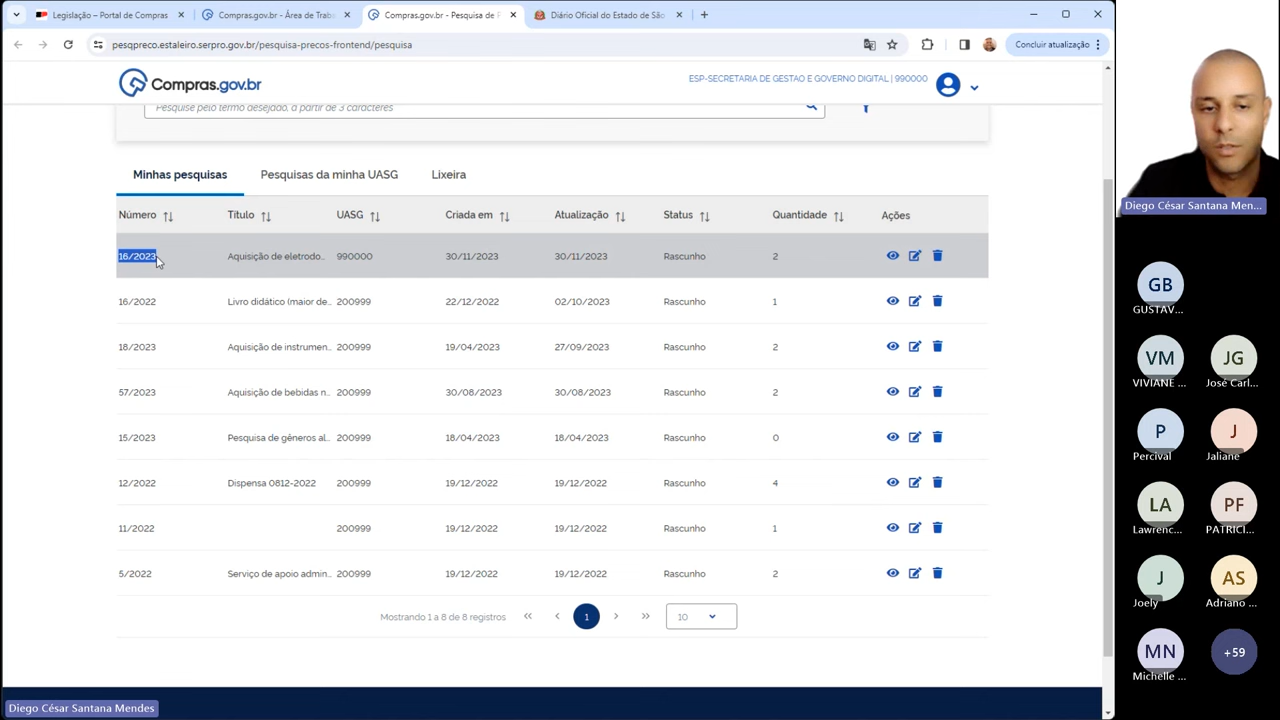 Legislação – Portal de Compras
Compras.gov.br - Área de Trab
Compras.gov.br - Pesquisa de P
Diário Oficial do Estado de São
pesqpreco.estaleiro.serpro.gov.br/pesquisa-precos-frontend/pesquisa
Concluir atualização
Compras.gov.br
ESP-SECRETARIA DE GESTAO E GOVERNO DIGITAL | 990000
Pesquise pelo termo desejado, a partir de 3 caracteres
Minhas pesquisas Pesquisas da minha UASG Lixeira
Número Título UASG Criada em Atualização Status Quantidade Ações
16/2023 Aquisição de eletrodo... 990000 30/11/2023 30/11/2023 Rascunho 2
16/2022 Livro didático (maior de... 200999 22/12/2022 02/10/2023 Rascunho 1
18/2023 Aquisição de instrumen... 200999 19/04/2023 27/09/2023 Rascunho 2
57/2023 Aquisição de bebidas n... 200999 30/08/2023 30/08/2023 Rascunho 2
15/2023 Pesquisa de gêneros al... 200999 18/04/2023 18/04/2023 Rascunho 0
12/2022 Dispensa 0812-2022 200999 19/12/2022 19/12/2022 Rascunho 4
11/2022 200999 19/12/2022 19/12/2022 Rascunho 1
5/2022 Serviço de apoio admin... 200999 19/12/2022 19/12/2022 Rascunho 2
Mostrando 1 a 8 de 8 registros « ‹ 1 › » 10
Diego César Santana Mendes
Diego César Santana Men...
GB
GUSTAV...
VM JG
VIVIANE ... José Carl...
P J
Percival Jaliane
LA PF
Lawrenc... PATRICI...
J AS
Joely Adriano ...
MN +59
Michelle ...